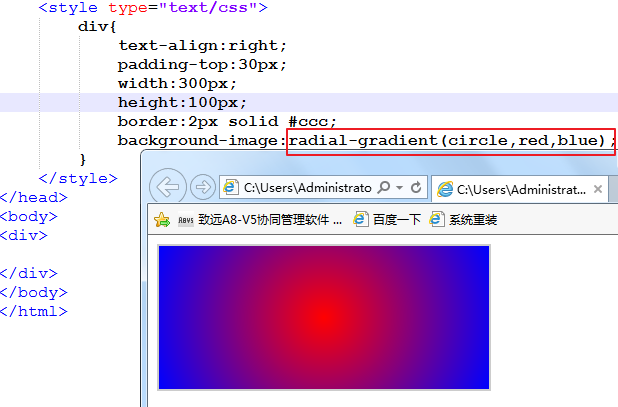 <style type="text/css">
div{
text-align:right;
padding-top:30px;
width:300px;
height:100px;
border:2px solid #ccc;
background-image:radial-gradient(circle,red,blue);
}
</style>
</head>
<body>
<div>
</div>
</body>
</html>
C:\Users\Administrato
C:\Users\Administrat...
致远A8-V5协同管理软件 ...
百度一下
系统重装